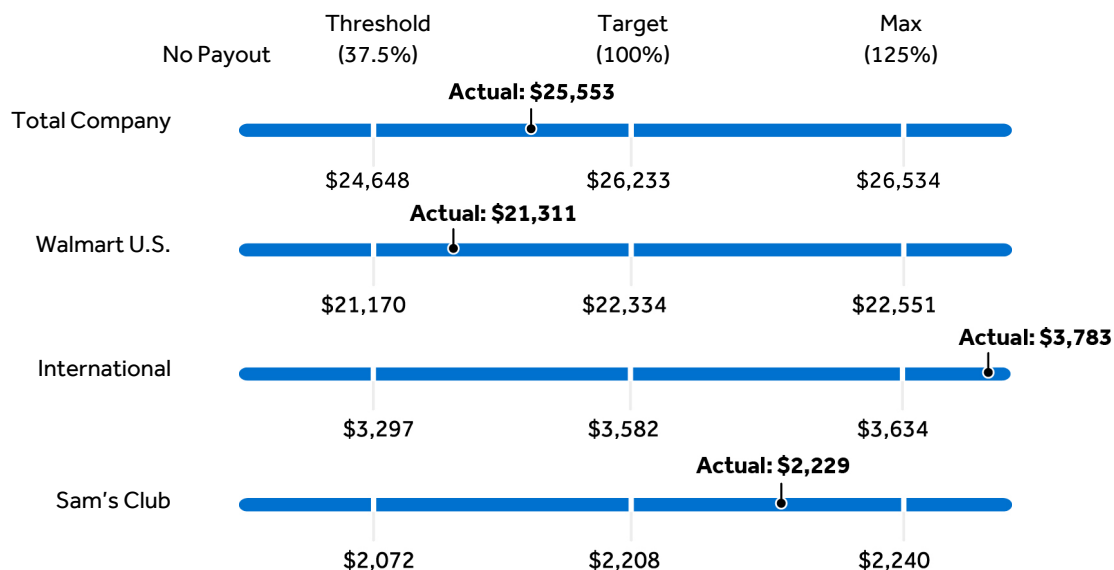 Threshold Target Max
No Payout (37.5%) (100%) (125%)
Actual: $25,553
Total Company
$24,648 $26,233 $26,534
Actual: $21,311
Walmart U.S.
$21,170 $22,334 $22,551
Actual: $3,783
International
$3,297 $3,582 $3,634
Actual: $2,229
Sam’s Club
$2,072 $2,208 $2,240